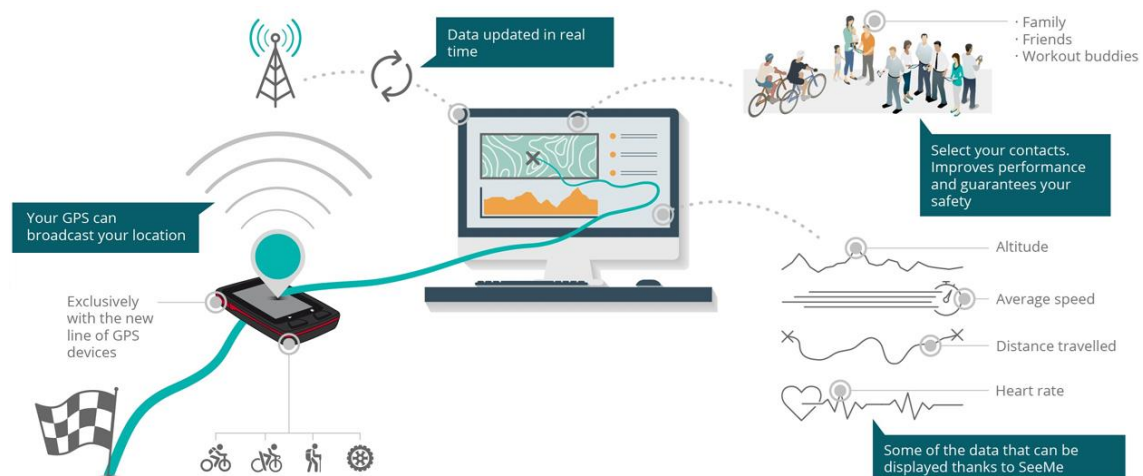 Data updated in real
time
· Family
· Friends
· Workout buddies
Select your contacts.
Improves performance
and guarantees your
safety
Your GPS can
broadcast your location
Exclusively
with the new
line of GPS
devices
Altitude
Average speed
Distance travelled
Heart rate
Some of the data that can be
displayed thanks to SeeMe